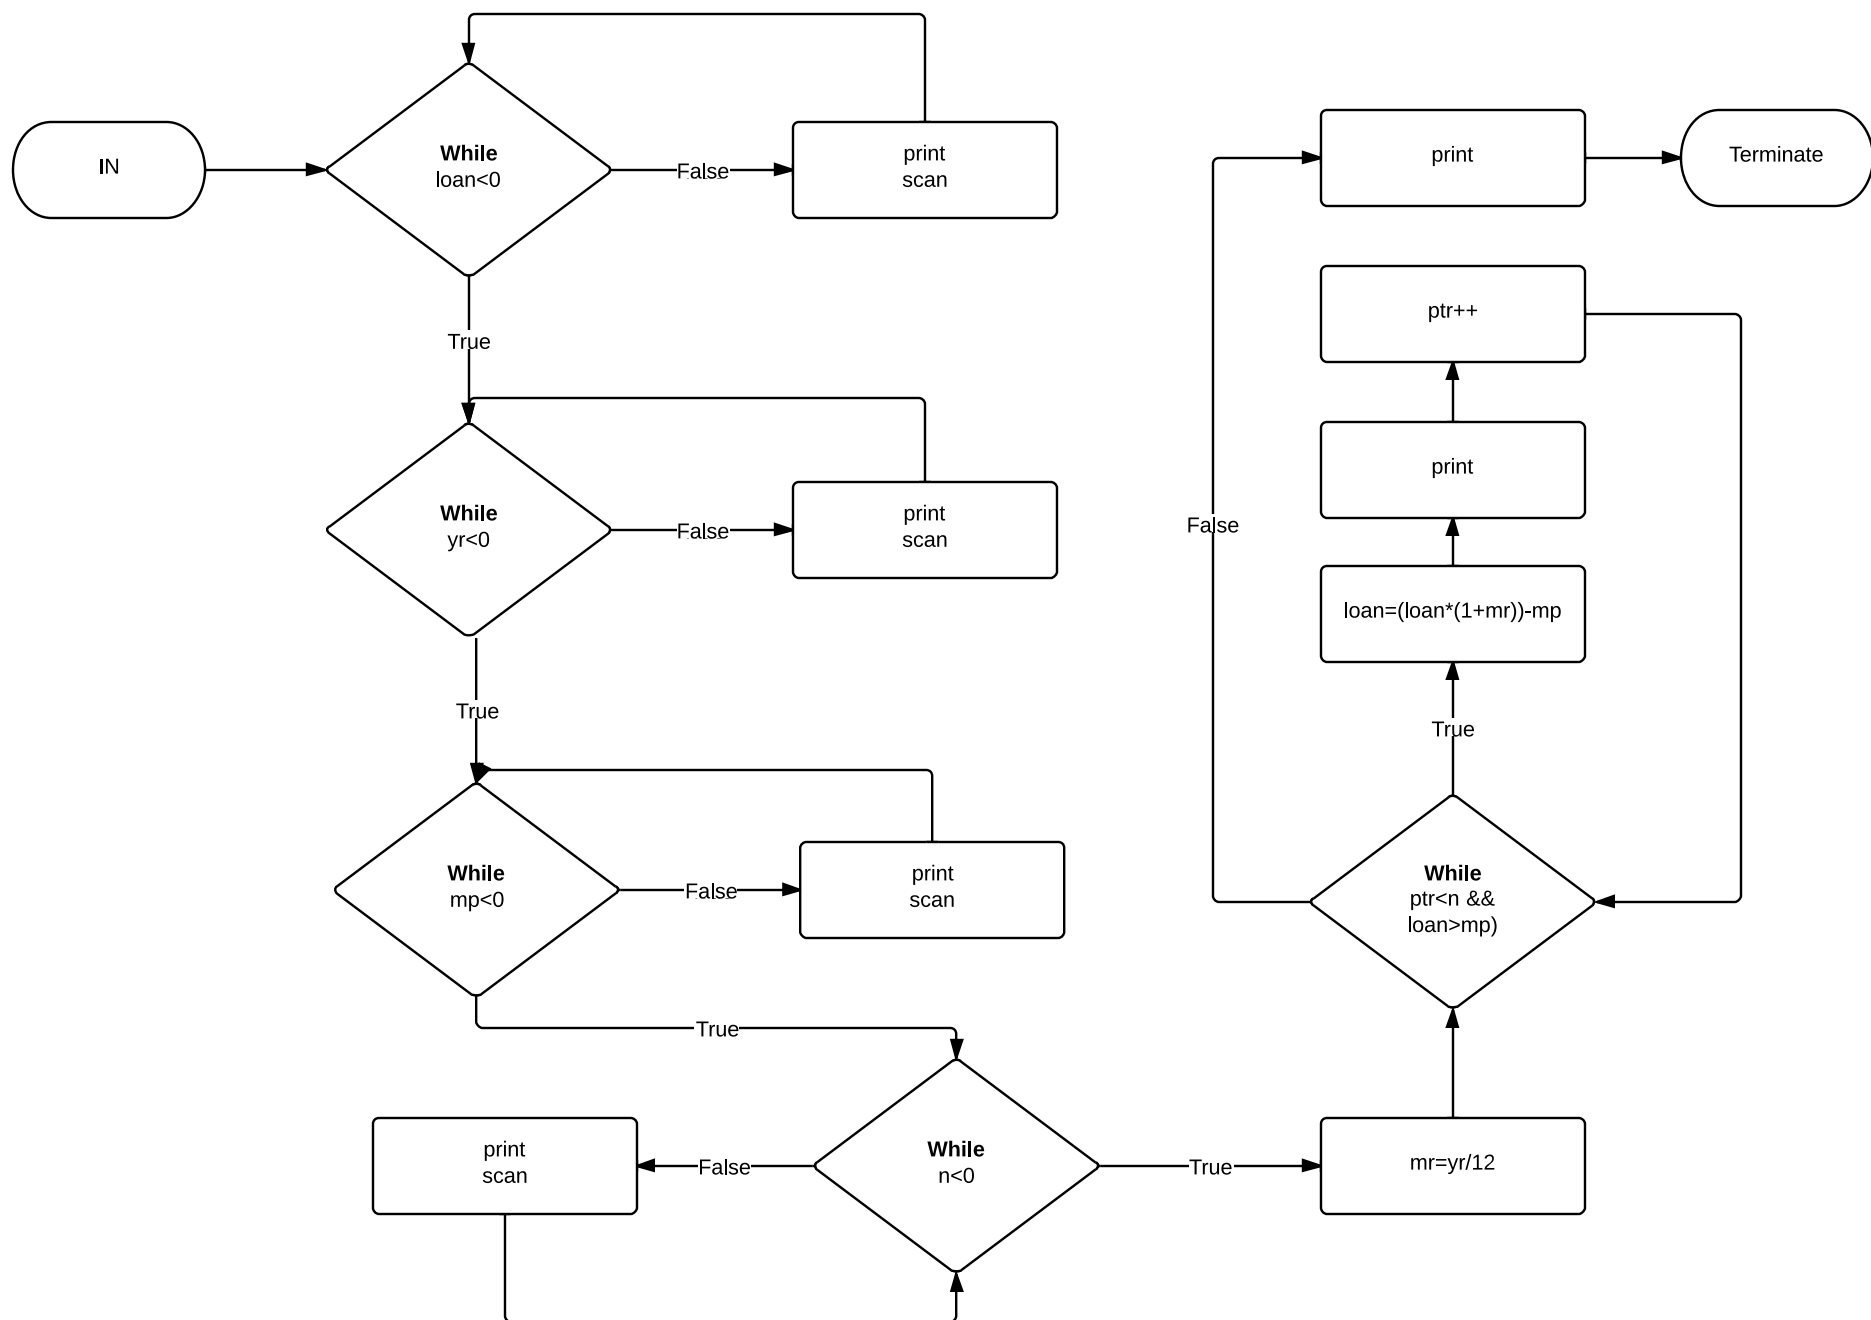 IN
While
loan<0
False
print
scan
True
While
yr<0
False
print
scan
True
While
mp<0
False
print
scan
True
While
n<0
False
print
scan
True
mr=yr/12
While
ptr<n &&
loan>mp)
True
loan=(loan*(1+mr))-mp
print
ptr++
False
print
Terminate